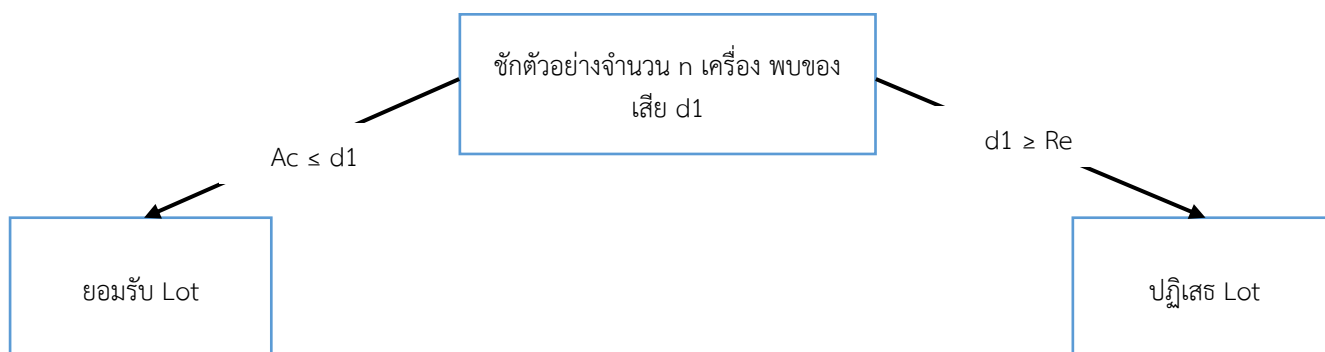 ชักตัวอย่างจำนวน n เครื่อง พบของ
เสีย d1
Ac ≤ d1
d1 ≥ Re
ยอมรับ Lot
ปฏิเสธ Lot